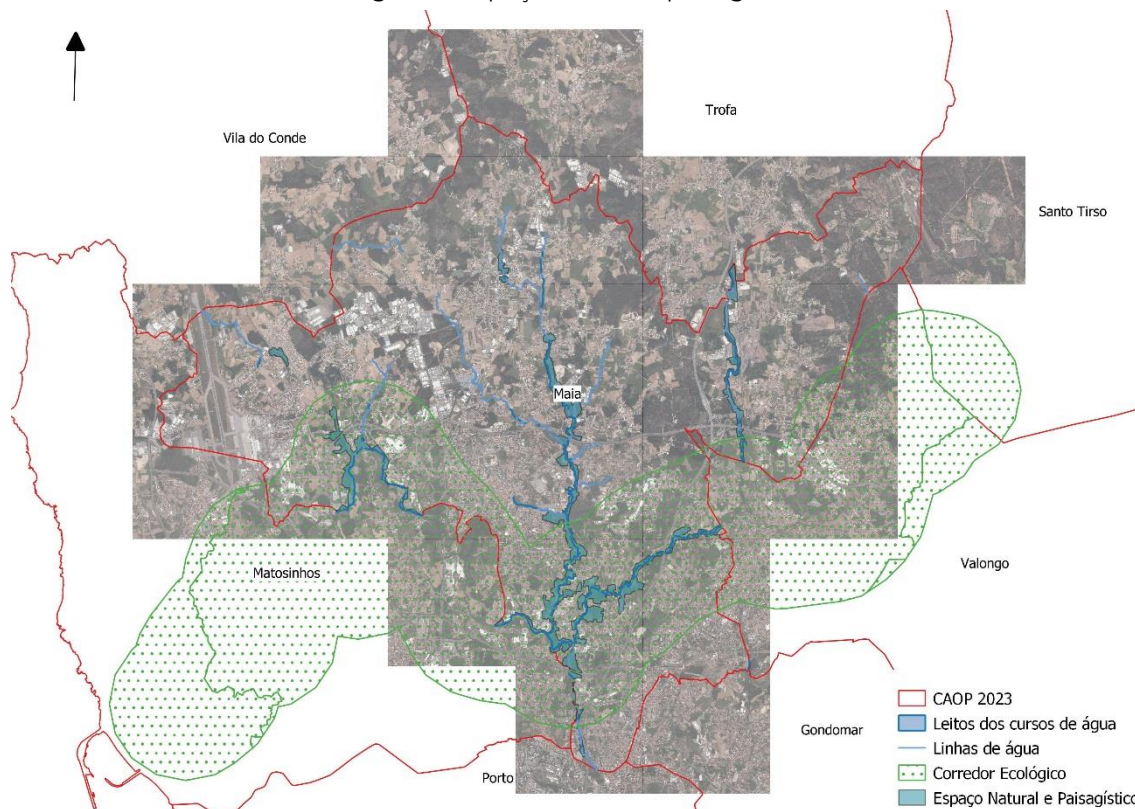 Trofa
Vila do Conde
Santo Tirso
Maia
Matosinhos
Valongo
Gondomar
Porto
CAOP 2023
Leitos dos cursos de água
Linhas de água
Corredor Ecológico
Espaço Natural e Paisagístico